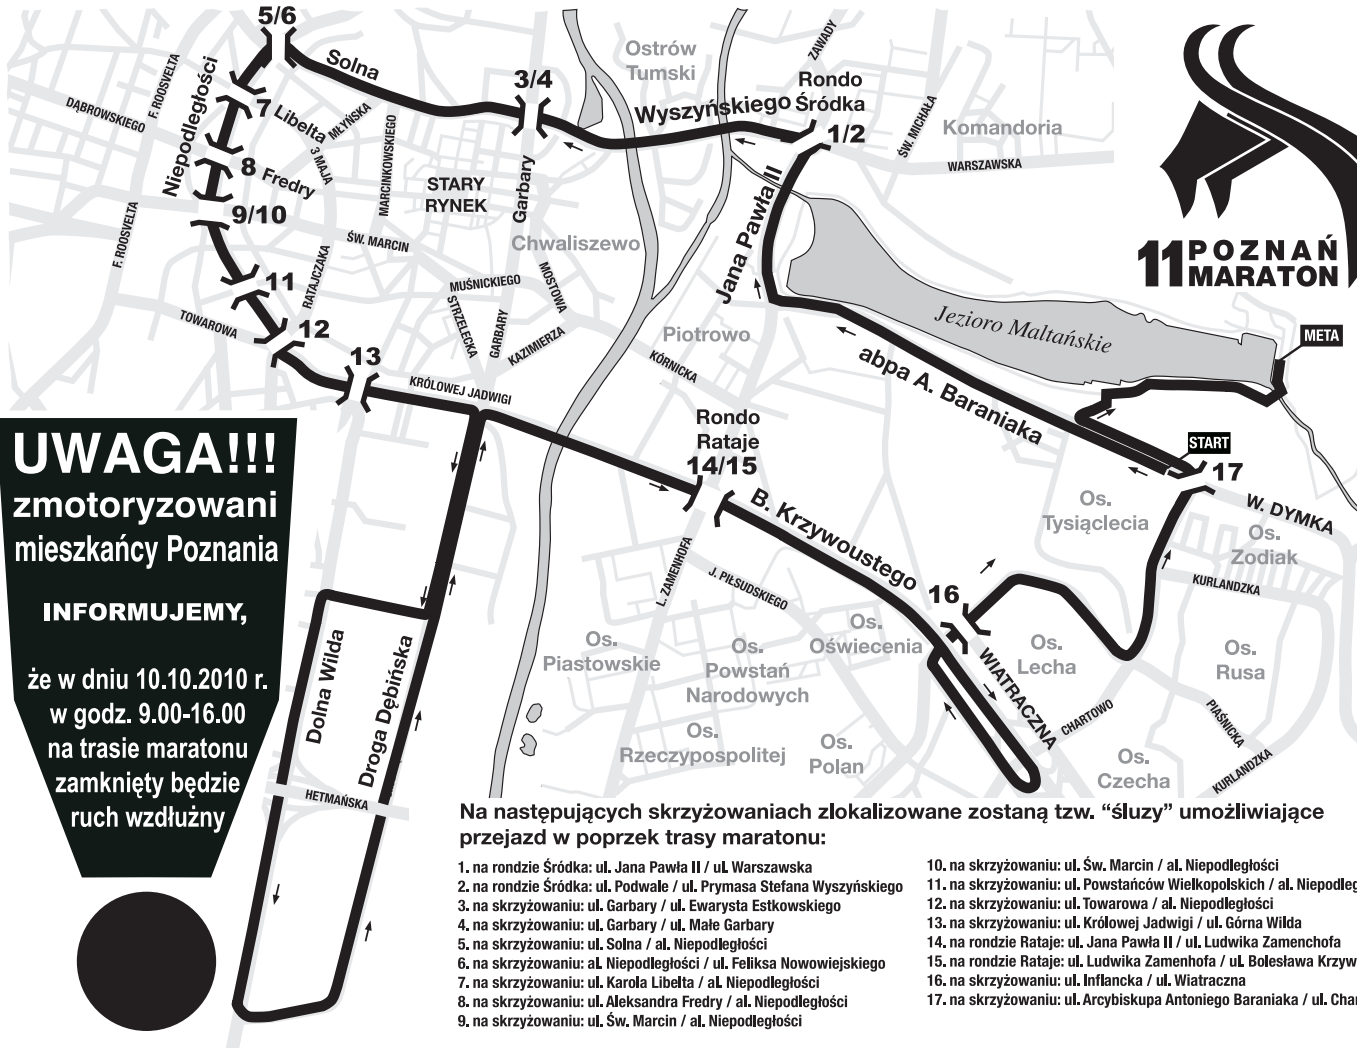 5/6
Solna
3/4
Ostrów
Tumski
ZAWADY
Rondo
Śródka
1/2
Wyszyńskiego
ŚW. MICHAŁA
Komandoria
WARSZAWSKA
11 POZNAŃ
MARATON
F. ROOSVELTA
DĄBROWSKIEGO
Niepodległości
7 Libelta
MŁYŃSKA
3 MAJA
8 Fredry
MARCINKOWSKIEGO
STARY
RYNEK
Garbary
9/10
F. ROOSVELTA
ŚW. MARCIN
Chwaliszewo
Jana Pawła II
RATAJCZAKA
11
MUŚNICKIEGO
MOSTOWA
STRZELECKA
GARBARY
KAZIMIERZA
TOWAROWA
12
13
KRÓLOWEJ JADWIGI
Piotrowo
KÓRNICKA
Jezioro Maltańskie
META
abpa A. Baraniaka
START
17
W. DYMKA
Rondo
Rataje
14/15
B. Krzywoustego
Os.
Tysiąclecia
Os.
Zodiak
KURLANDZKA
L. ZAMENHOFA
J. PIŁSUDSKIEGO
16
WIATRACZNA
Os.
Piastowskie
Os.
Powstań
Narodowych
Os.
Oświecenia
Os.
Lecha
Os.
Rusa
CHARTOWO
PIAŚNICKA
KURLANDZKA
Os.
Rzeczypospolitej
Os.
Polan
Os.
Czecha
Dolna Wilda
Droga Dębińska
HETMAŃSKA
UWAGA!!!
zmotoryzowani
mieszkańcy Poznania
INFORMUJEMY,
że w dniu 10.10.2010 r.
w godz. 9.00-16.00
na trasie maratonu
zamknięty będzie
ruch wzdłużny
Na następujących skrzyżowaniach zlokalizowane zostaną tzw. “śluzy” umożliwiające
przejazd w poprzek trasy maratonu:
1. na rondzie Śródka: ul. Jana Pawła II / ul. Warszawska
2. na rondzie Śródka: ul. Podwale / ul. Prymasa Stefana Wyszyńskiego
3. na skrzyżowaniu: ul. Garbary / ul. Ewarysta Estkowskiego
4. na skrzyżowaniu: ul. Garbary / ul. Małe Garbary
5. na skrzyżowaniu: ul. Solna / al. Niepodległości
6. na skrzyżowaniu: al. Niepodległości / ul. Feliksa Nowowiejskiego
7. na skrzyżowaniu: ul. Karola Libelta / al. Niepodległości
8. na skrzyżowaniu: ul. Aleksandra Fredry / al. Niepodległości
9. na skrzyżowaniu: ul. Św. Marcin / al. Niepodległości
10. na skrzyżowaniu: ul. Św. Marcin / al. Niepodległości
11. na skrzyżowaniu: ul. Powstańców Wielkopolskich / al. Niepodleg
12. na skrzyżowaniu: ul. Towarowa / al. Niepodległości
13. na skrzyżowaniu: ul. Królowej Jadwigi / ul. Górna Wilda
14. na rondzie Rataje: ul. Jana Pawła II / ul. Ludwika Zamenchofa
15. na rondzie Rataje: ul. Ludwika Zamenhofa / ul. Bolesława Krzyw
16. na skrzyżowaniu: ul. Inflancka / ul. Wiatraczna
17. na skrzyżowaniu: ul. Arcybiskupa Antoniego Baraniaka / ul. Cha